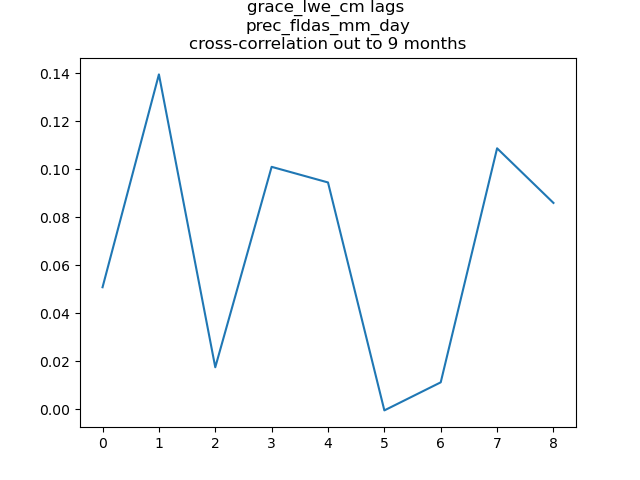 grace_lwe_cm lags
prec_fldas_mm_day
cross-correlation out to 9 months
0.14
0.12
0.10
0.08
0.06
0.04
0.02
0.00
0 1 2 3 4 5 6 7 8